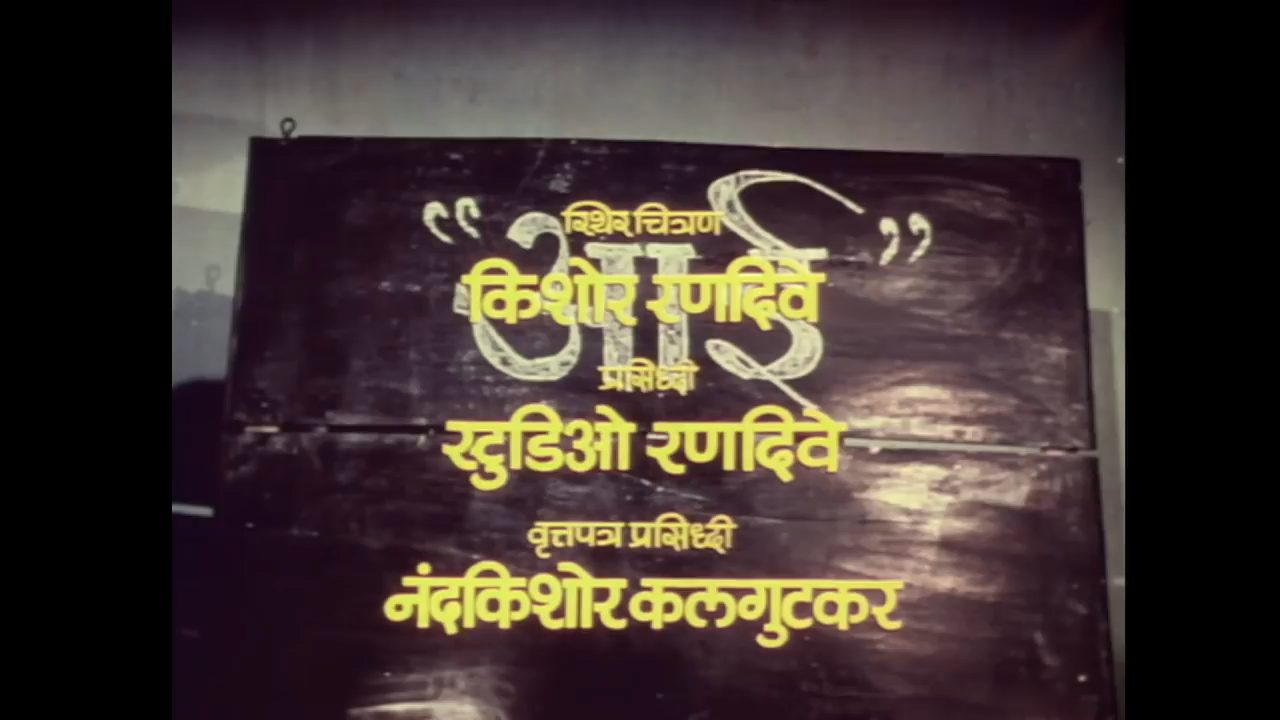 "आई"
स्थिर चित्रण
किशोर रणदिवे
प्रसिध्दी
स्टुडिओ रणदिवे
वृत्तपत्र प्रसिध्दी
नंदकिशोर कलगुटकर